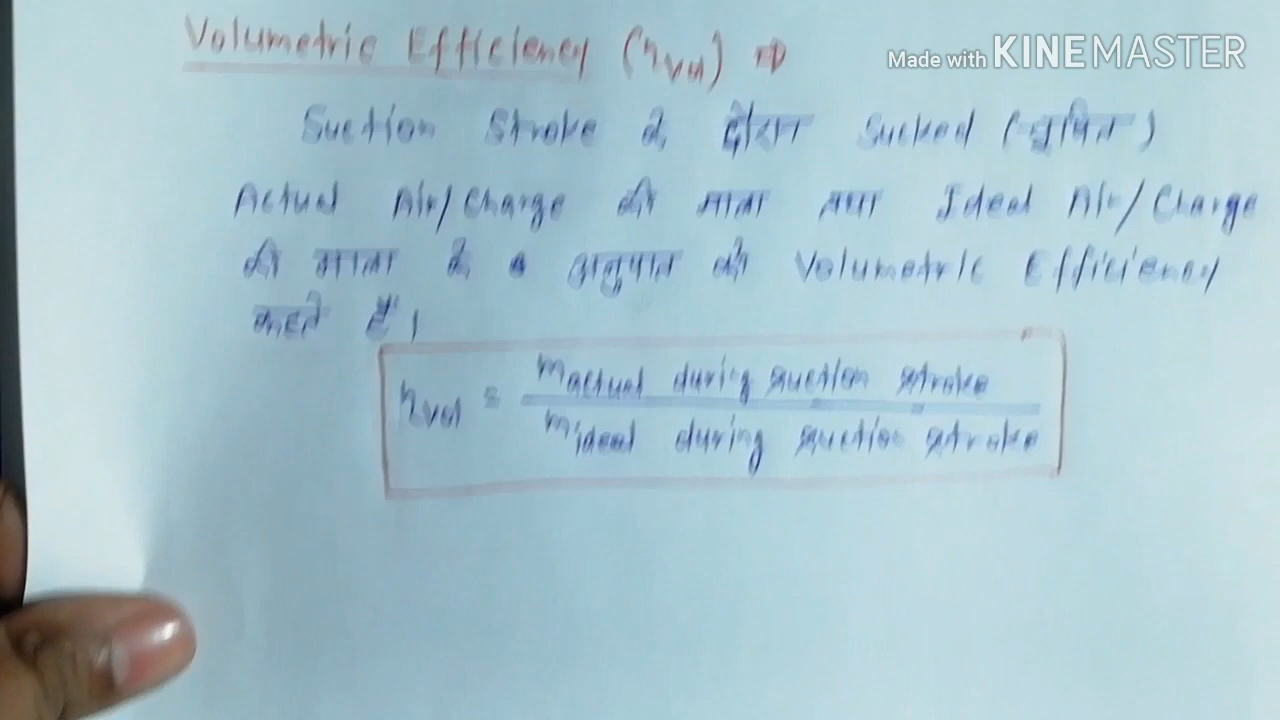 Volumetric Efficiency (ηvol) ⇒
Made with KINEMASTER
Suction Stroke के दौरान Sucked (चूषित)
Actual Air/Charge की मात्रा तथा Ideal Air/Charge
की मात्रा के अनुपात को Volumetric Efficiency
कहते हैं।
ηvol = mactual during suction stroke
mideal during suction stroke